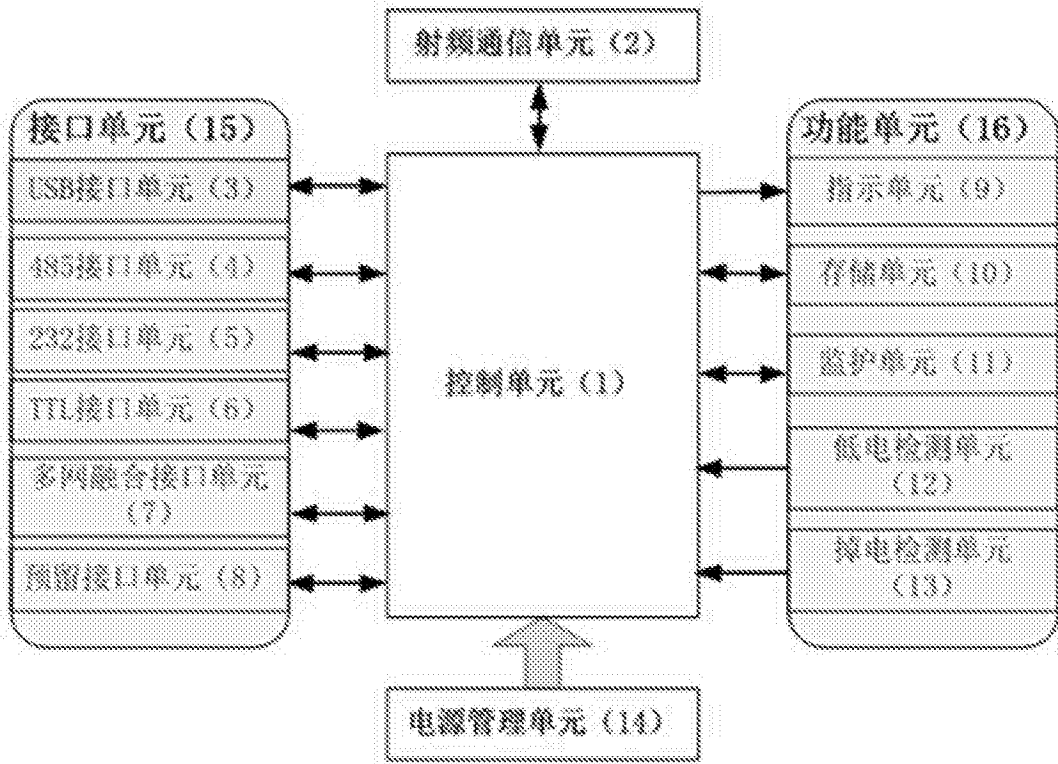 射频通信单元（2）
接口单元（15）
USB接口单元（3）
485接口单元（4）
232接口单元（5）
TTL接口单元（6）
多网融合接口单元
（7）
预留接口单元（8）
控制单元（1）
功能单元（16）
指示单元（9）
存储单元（10）
监护单元（11）
低电检测单元
（12）
掉电检测单元
（13）
电源管理单元（14）